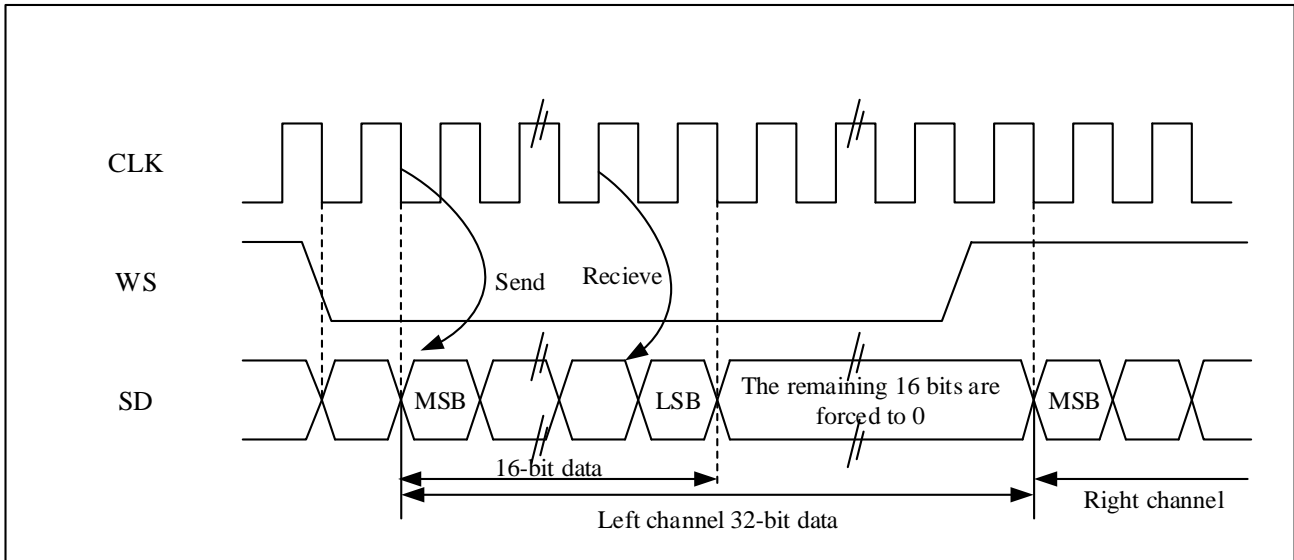 CLK
WS
Send
Recieve
SD
MSB
LSB
The remaining 16 bits are
forced to 0
MSB
16-bit data
Left channel 32-bit data
Right channel